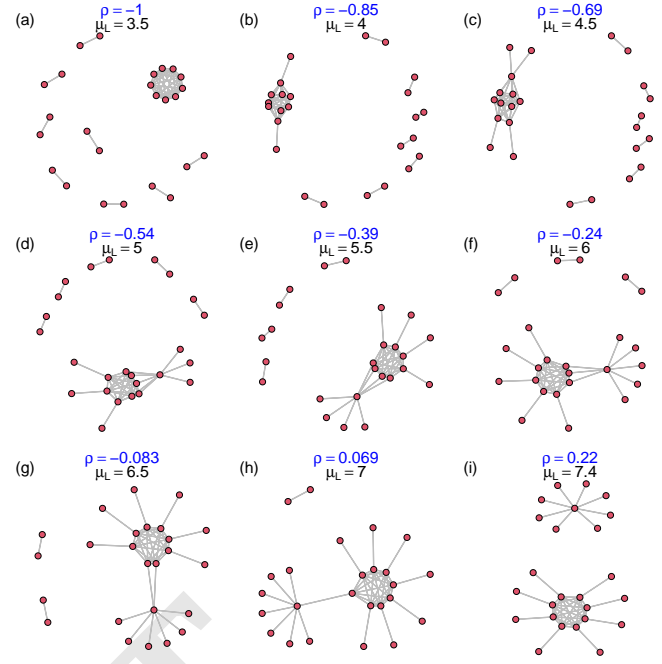 (a) ρ=−1
μL=3.5
(b) ρ=−0.85
μL=4
(c) ρ=−0.69
μL=4.5
(d) ρ=−0.54
μL=5
(e) ρ=−0.39
μL=5.5
(f) ρ=−0.24
μL=6
(g) ρ=−0.083
μL=6.5
(h) ρ=0.069
μL=7
(i) ρ=0.22
μL=7.4